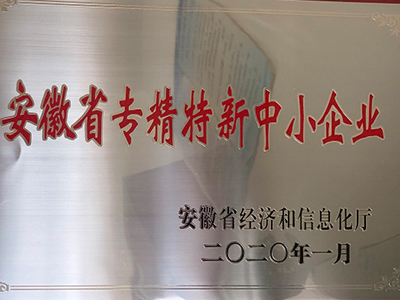 安徽省专精特新中小企业
安徽省经济和信息化厅
二〇二〇年一月